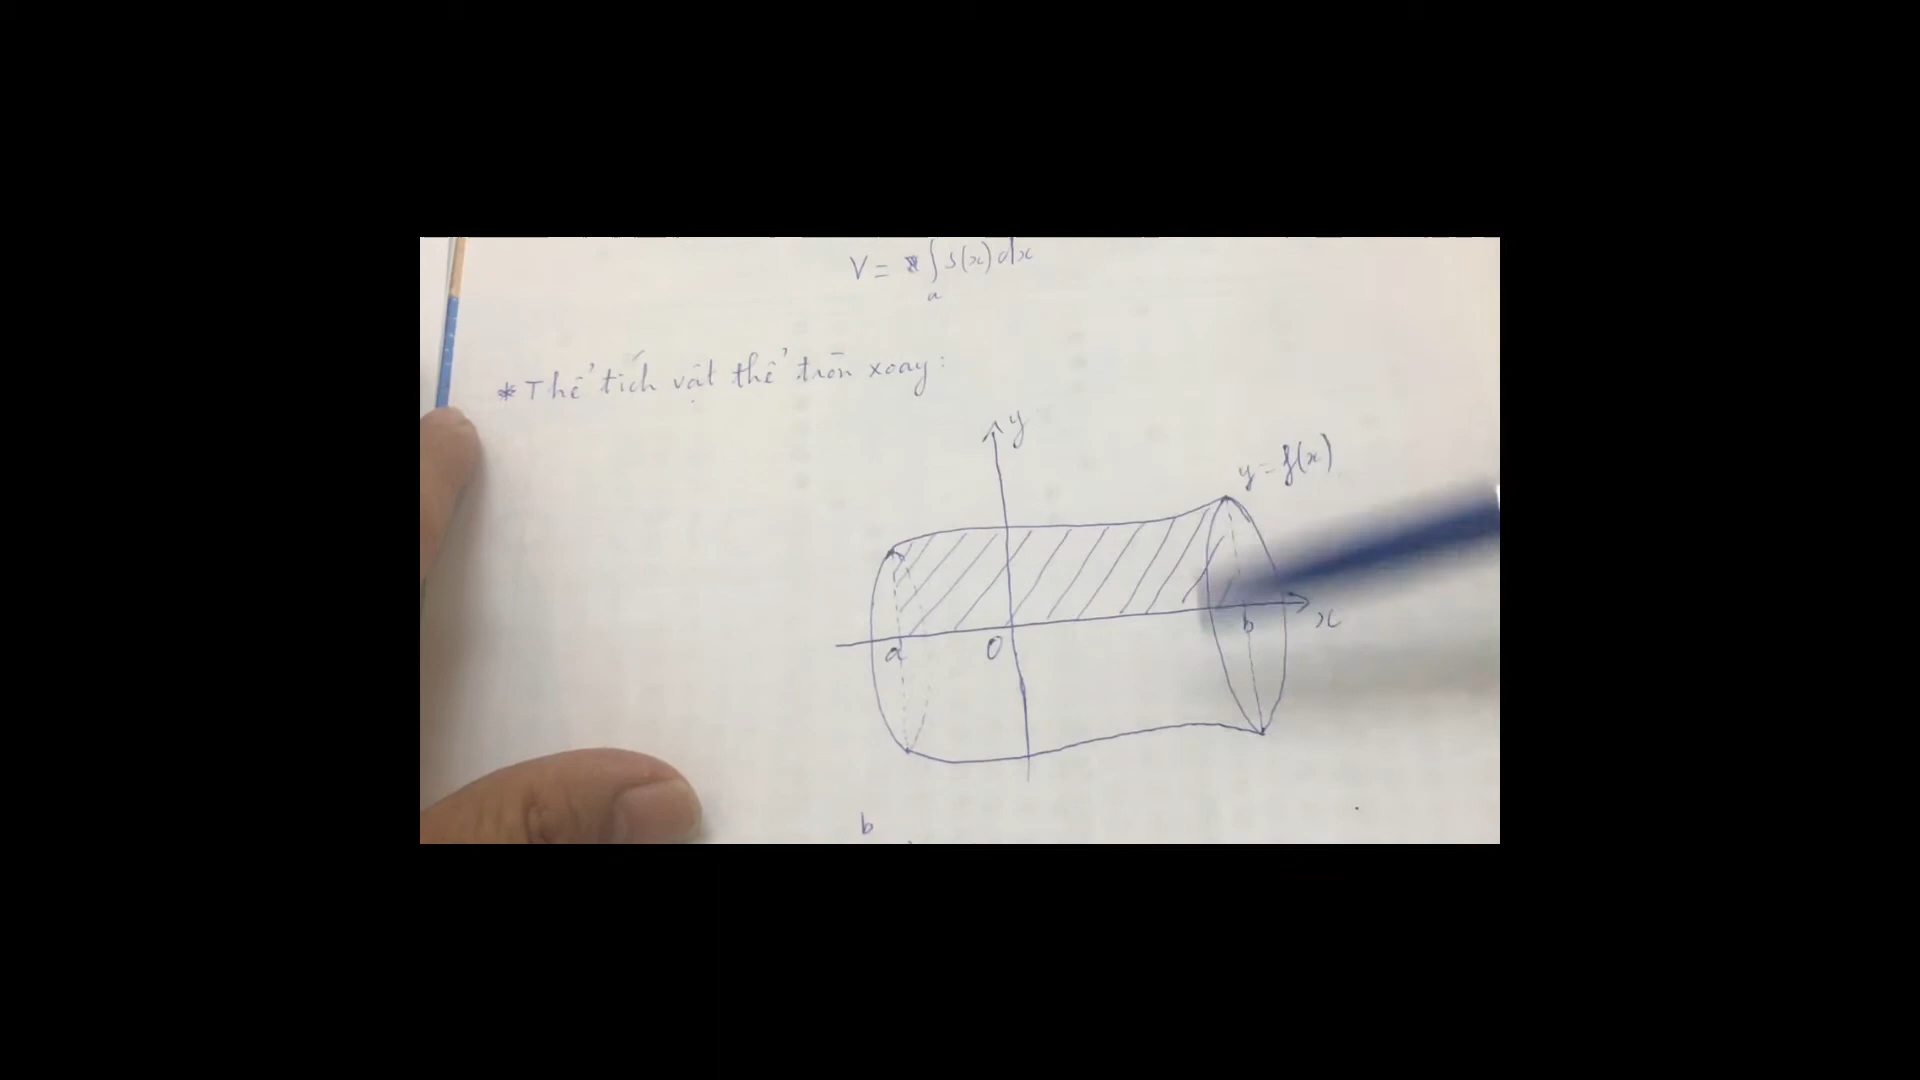 V = ∫ S(x) dx
a
* Thể tích vật thể tròn xoay:
y
y = f(x)
a
O
b
x
b